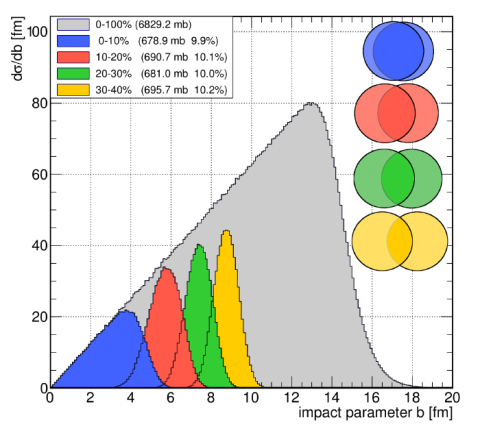 dσ/db [fm]
0-100% (6829.2 mb)
0-10% (678.9 mb 9.9%)
10-20% (690.7 mb 10.1%)
20-30% (681.0 mb 10.0%)
30-40% (695.7 mb 10.2%)
100
80
60
40
20
0
0 2 4 6 8 10 12 14 16 18 20
impact parameter b [fm]